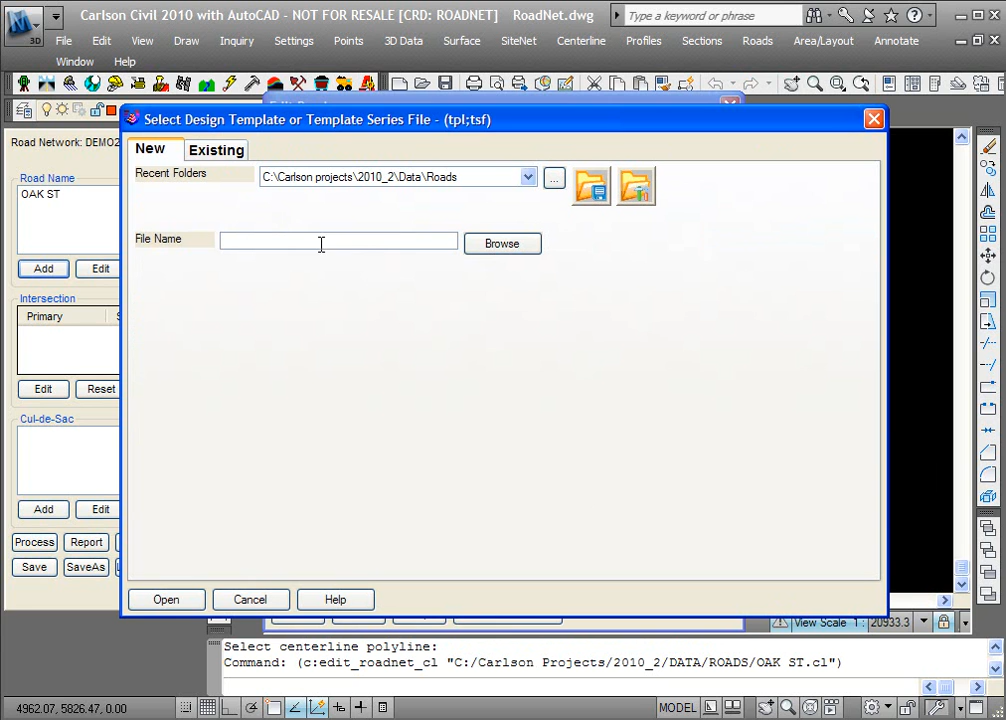 Carlson Civil 2010 with AutoCAD - NOT FOR RESALE [CRD: ROADNET] RoadNet.dwg
Type a keyword or phrase
3D
File Edit View Draw Inquiry Settings Points 3D Data Surface SiteNet Centerline Profiles Sections Roads Area/Layout Annotate
Window Help
Select Design Template or Template Series File - (tpl;tsf)
Road Network: DEMO2
New Existing
Recent Folders C:\Carlson projects\2010_2\Data\Roads ...
Road Name
OAK ST
File Name Browse
Add Edit
Intersection
Primary
Edit Reset
Cul-de-Sac
Add Edit
Process Report
Save SaveAs
Open Cancel Help
View Scale 1: 20933.3
Select centerline polyline:
Command: (c:edit_roadnet_cl "C:/Carlson Projects/2010_2/DATA/ROADS/OAK ST.cl")
4962.07, 5826.47, 0.00 MODEL